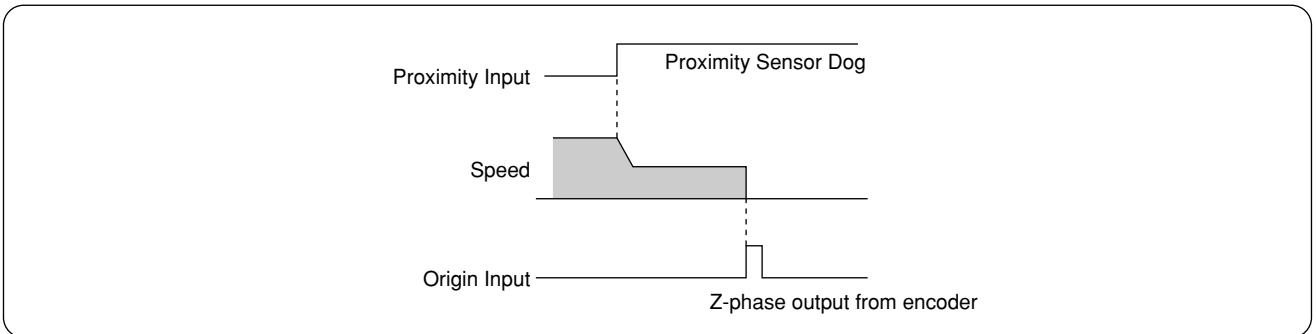 Proximity Input
Proximity Sensor Dog
Speed
Origin Input
Z-phase output from encoder